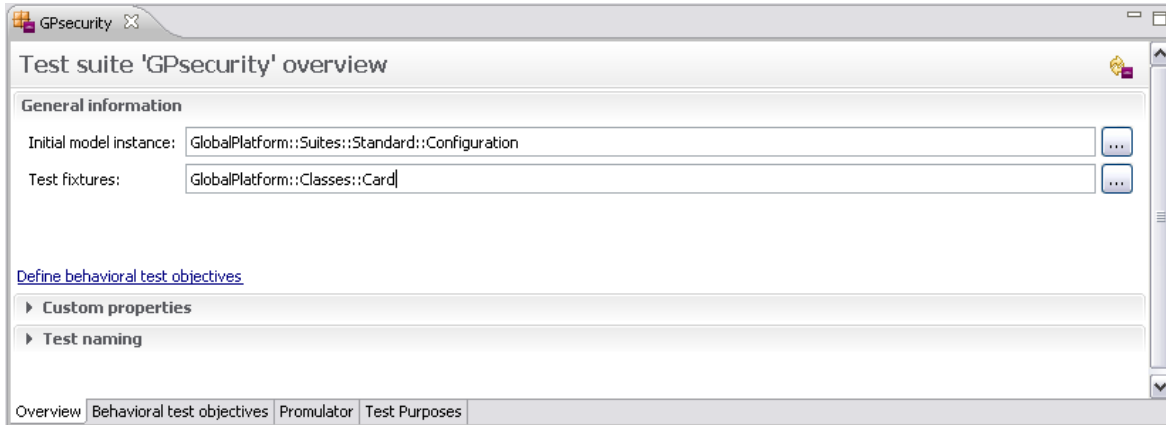 GPsecurity
Test suite 'GPsecurity' overview
General information
Initial model instance: GlobalPlatform::Suites::Standard::Configuration ...
Test fixtures: GlobalPlatform::Classes::Card ...
Define behavioral test objectives
Custom properties
Test naming
Overview Behavioral test objectives Promulator Test Purposes